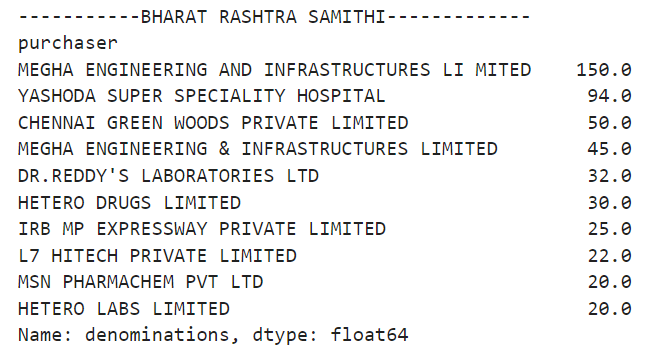 -----------BHARAT RASHTRA SAMITHI-------------
purchaser
MEGHA ENGINEERING AND INFRASTRUCTURES LI MITED    150.0
YASHODA SUPER SPECIALITY HOSPITAL                  94.0
CHENNAI GREEN WOODS PRIVATE LIMITED                50.0
MEGHA ENGINEERING & INFRASTRUCTURES LIMITED        45.0
DR.REDDY'S LABORATORIES LTD                        32.0
HETERO DRUGS LIMITED                               30.0
IRB MP EXPRESSWAY PRIVATE LIMITED                  25.0
L7 HITECH PRIVATE LIMITED                          22.0
MSN PHARMACHEM PVT LTD                             20.0
HETERO LABS LIMITED                                20.0
Name: denominations, dtype: float64